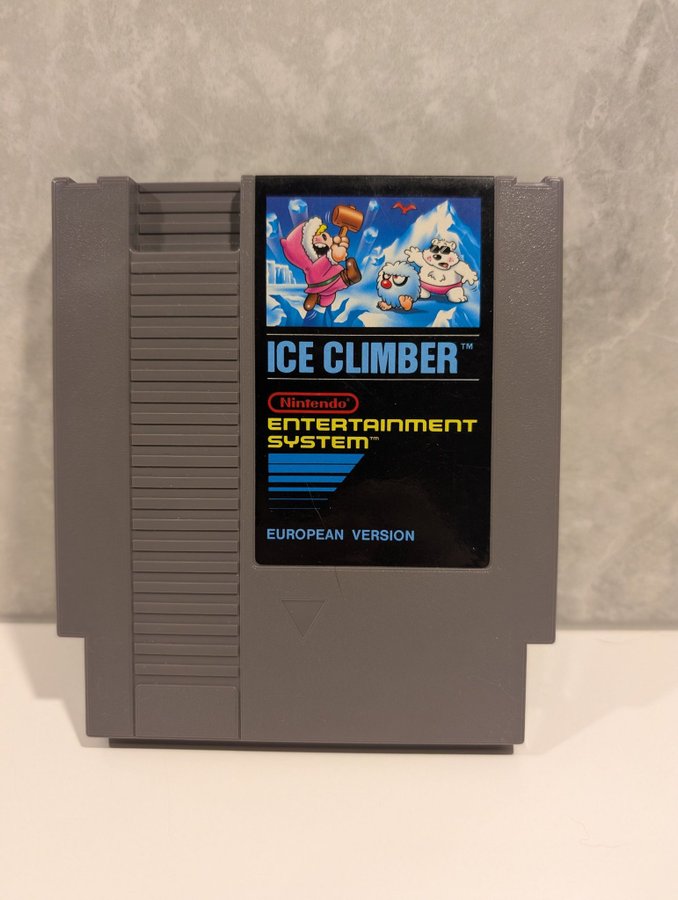 ICE CLIMBER™
Nintendo®
ENTERTAINMENT
SYSTEM™
EUROPEAN VERSION